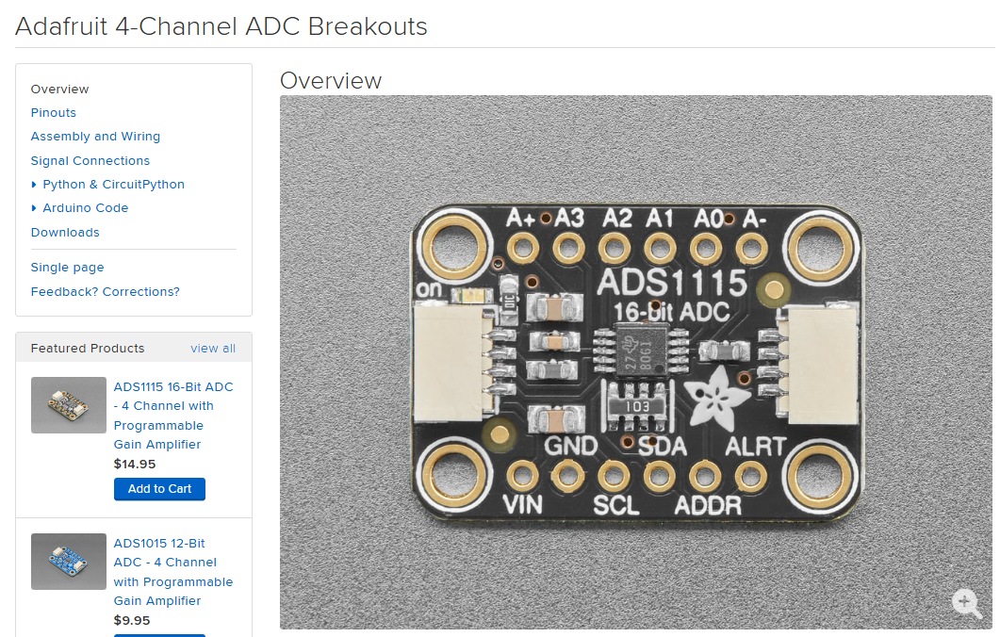 Adafruit 4-Channel ADC Breakouts
Overview
Pinouts
Assembly and Wiring
Signal Connections
Python & CircuitPython
Arduino Code
Downloads
Single page
Feedback? Corrections?
Featured Products view all
ADS1115 16-Bit ADC
- 4 Channel with
Programmable
Gain Amplifier
$14.95
Add to Cart
ADS1015 12-Bit
ADC - 4 Channel
with Programmable
Gain Amplifier
$9.95
Overview
A+ A3 A2 A1 A0 A-
on
ADS1115
16-bit ADC
27
80GI
103
GND SDA ALRT
VIN SCL ADDR